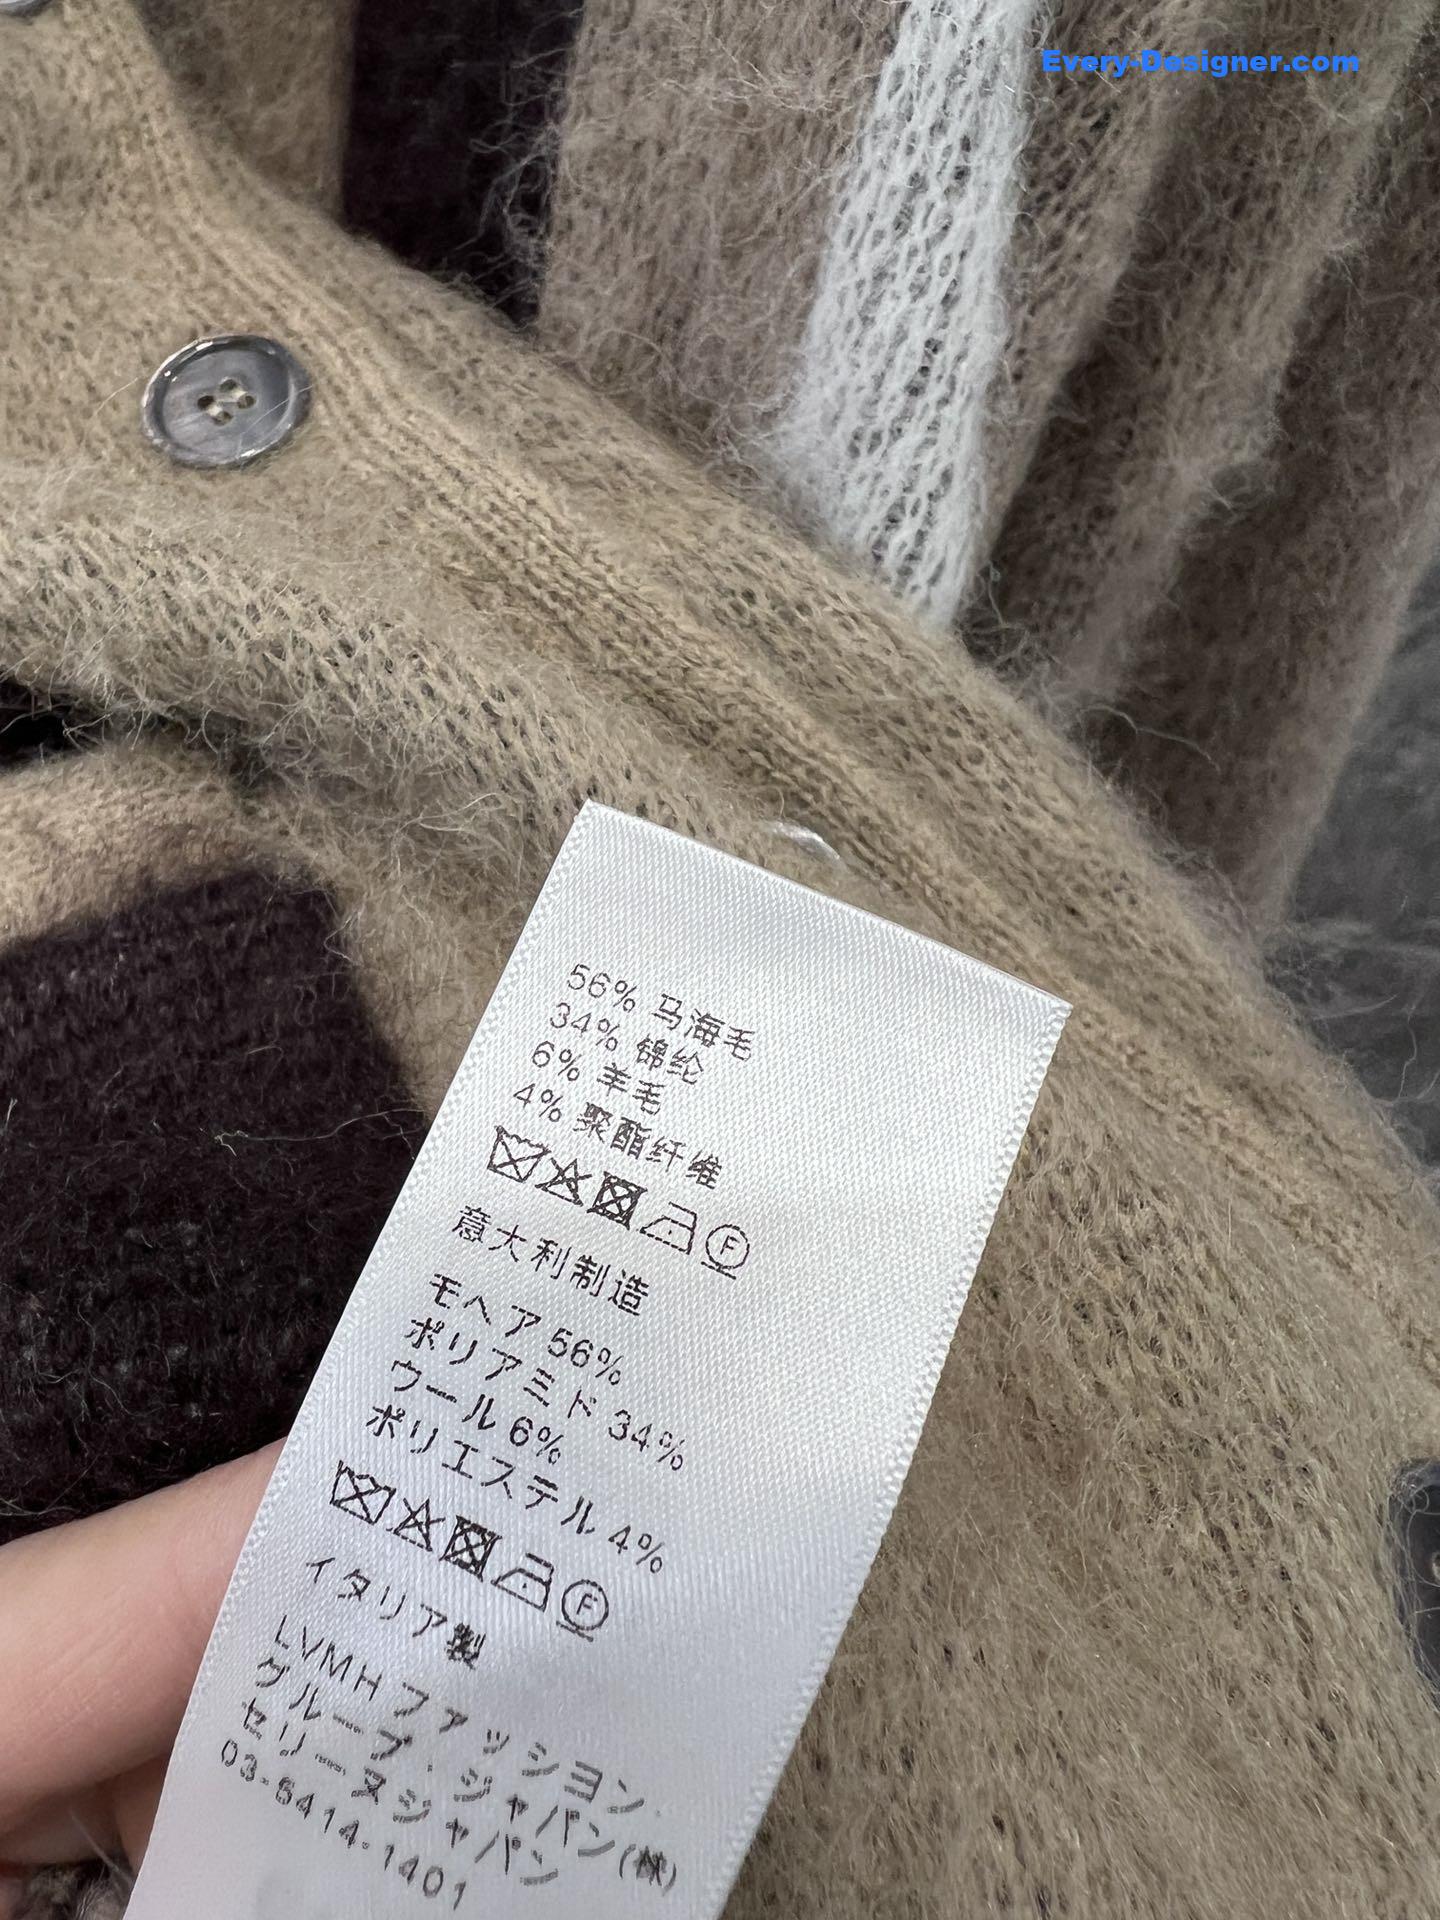 Every-Designer.com
56% 马海毛
34% 锦纶
6% 羊毛
4% 聚酯纤维
意大利制造
モヘア 56%
ポリアミド 34%
ウール 6%
ポリエステル 4%
F
イタリア製
LVMH ファッション.
グループ.ジャパン(株)
セリーヌジャパン
03-5414-1401